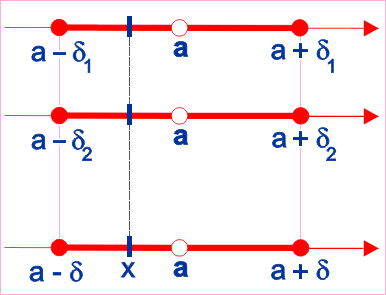 a – δ₁ a a + δ₁
a – δ₂ a a + δ₂
a - δ x a a + δ